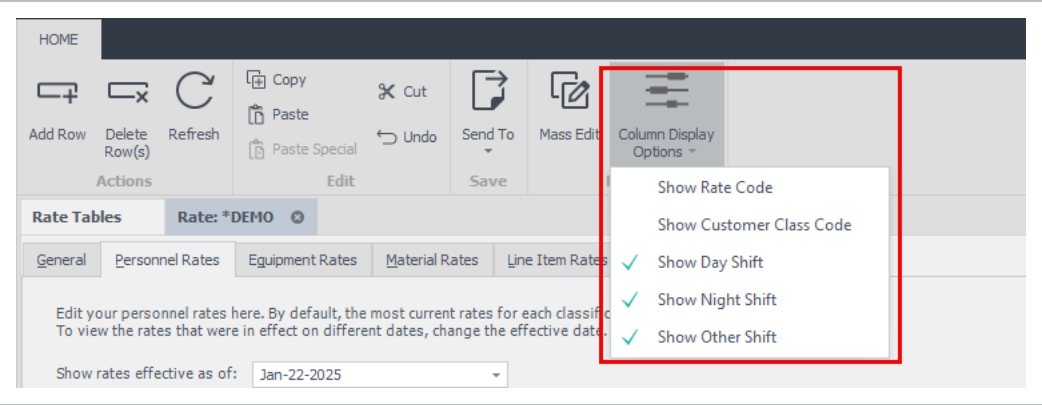 HOME
Add Row
Delete
Row(s)
Refresh
Copy
Paste
Paste Special
Cut
Undo
Send To
Mass Edit
Column Display
Options
Actions
Edit
Save
Show Rate Code
Show Customer Class Code
Show Day Shift
Show Night Shift
Show Other Shift
Rate Tables
Rate: *DEMO
General
Personnel Rates
Equipment Rates
Material Rates
Line Item Rates
Edit your personnel rates here. By default, the most current rates for each classific
To view the rates that were in effect on different dates, change the effective date.
Show rates effective as of:
Jan-22-2025